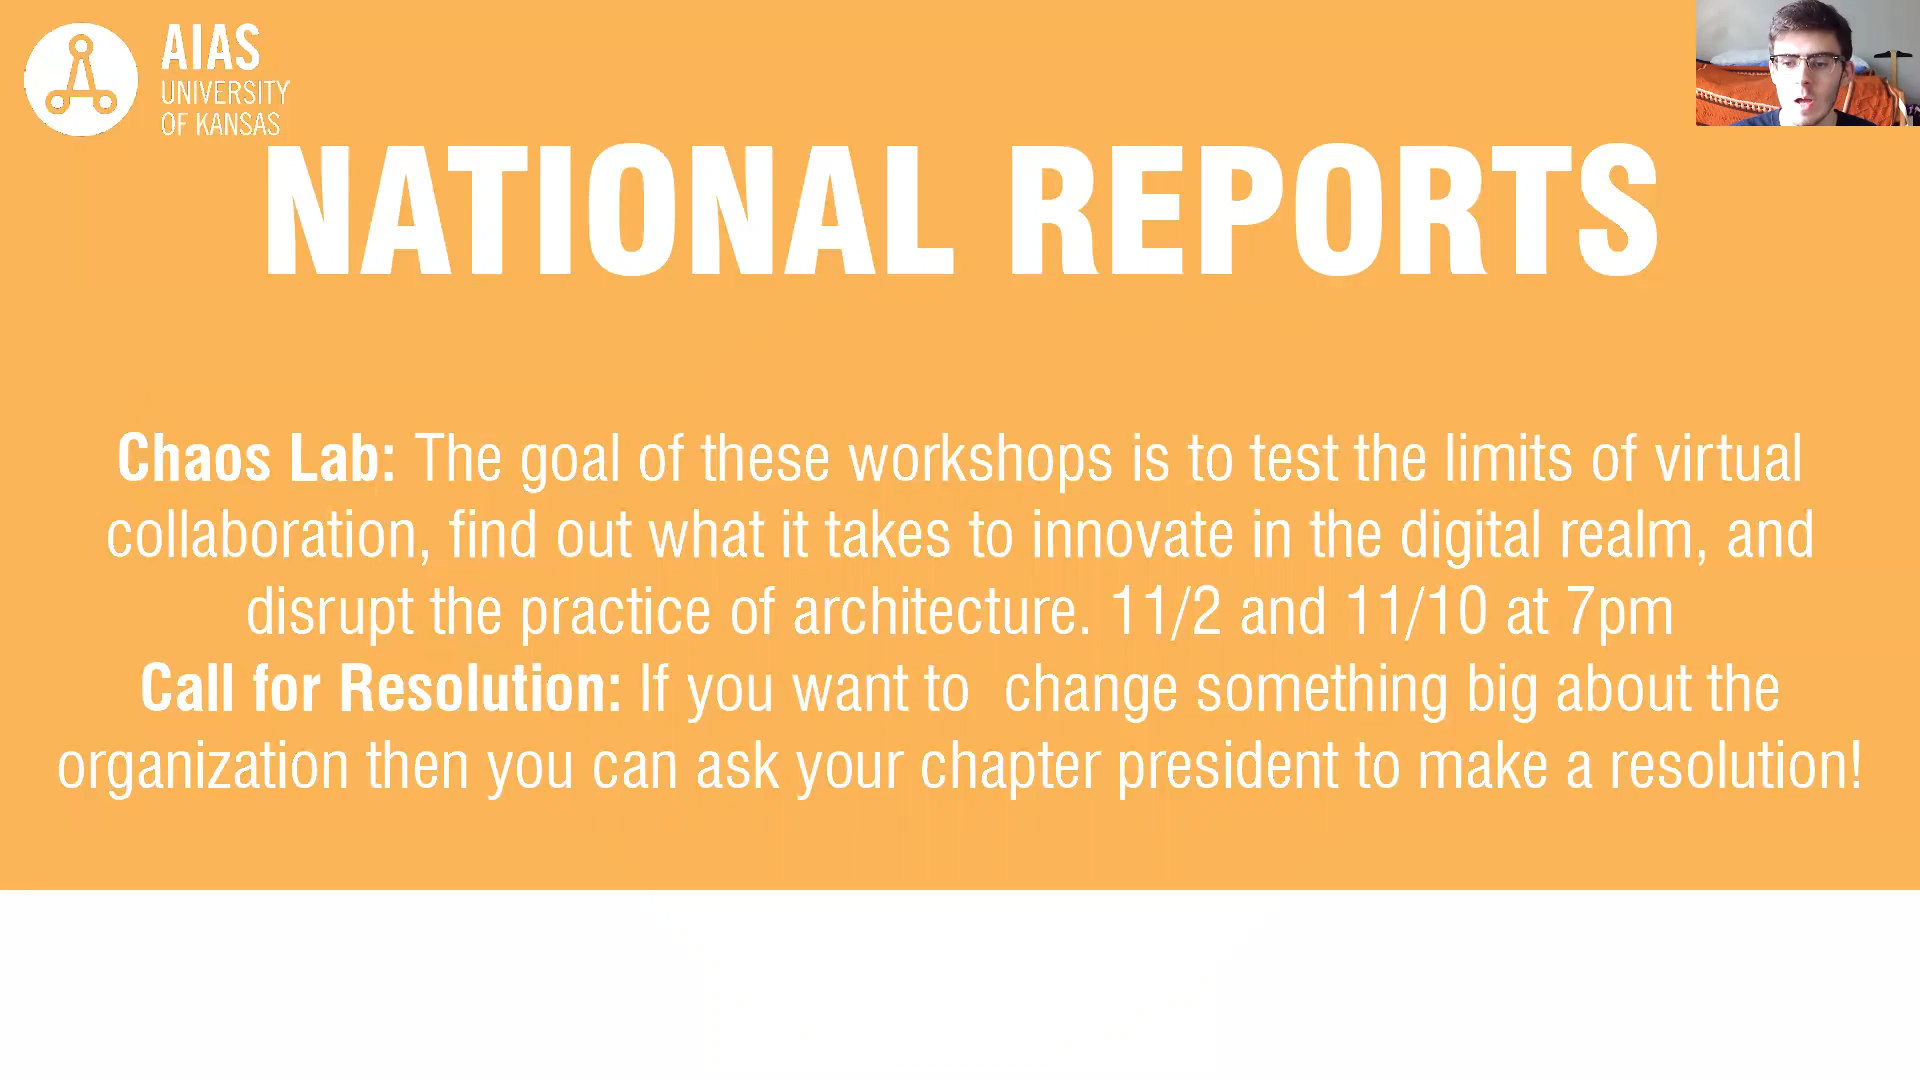 AIAS
UNIVERSITY
OF KANSAS
NATIONAL REPORTS
Chaos Lab: The goal of these workshops is to test the limits of virtual
collaboration, find out what it takes to innovate in the digital realm, and
disrupt the practice of architecture. 11/2 and 11/10 at 7pm
Call for Resolution: If you want to  change something big about the
organization then you can ask your chapter president to make a resolution!